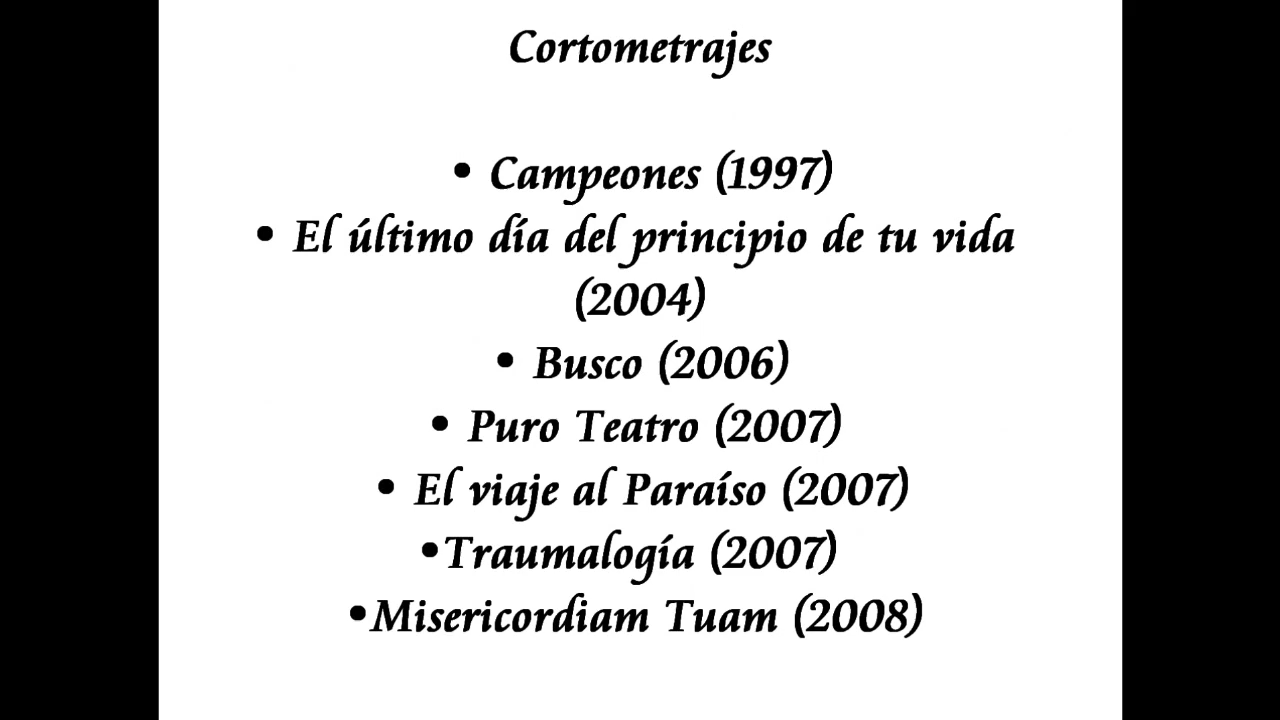 Cortometrajes
• Campeones (1997)
• El último día del principio de tu vida
(2004)
• Busco (2006)
• Puro Teatro (2007)
• El viaje al Paraíso (2007)
•Traumalogía (2007)
•Misericordiam Tuam (2008)